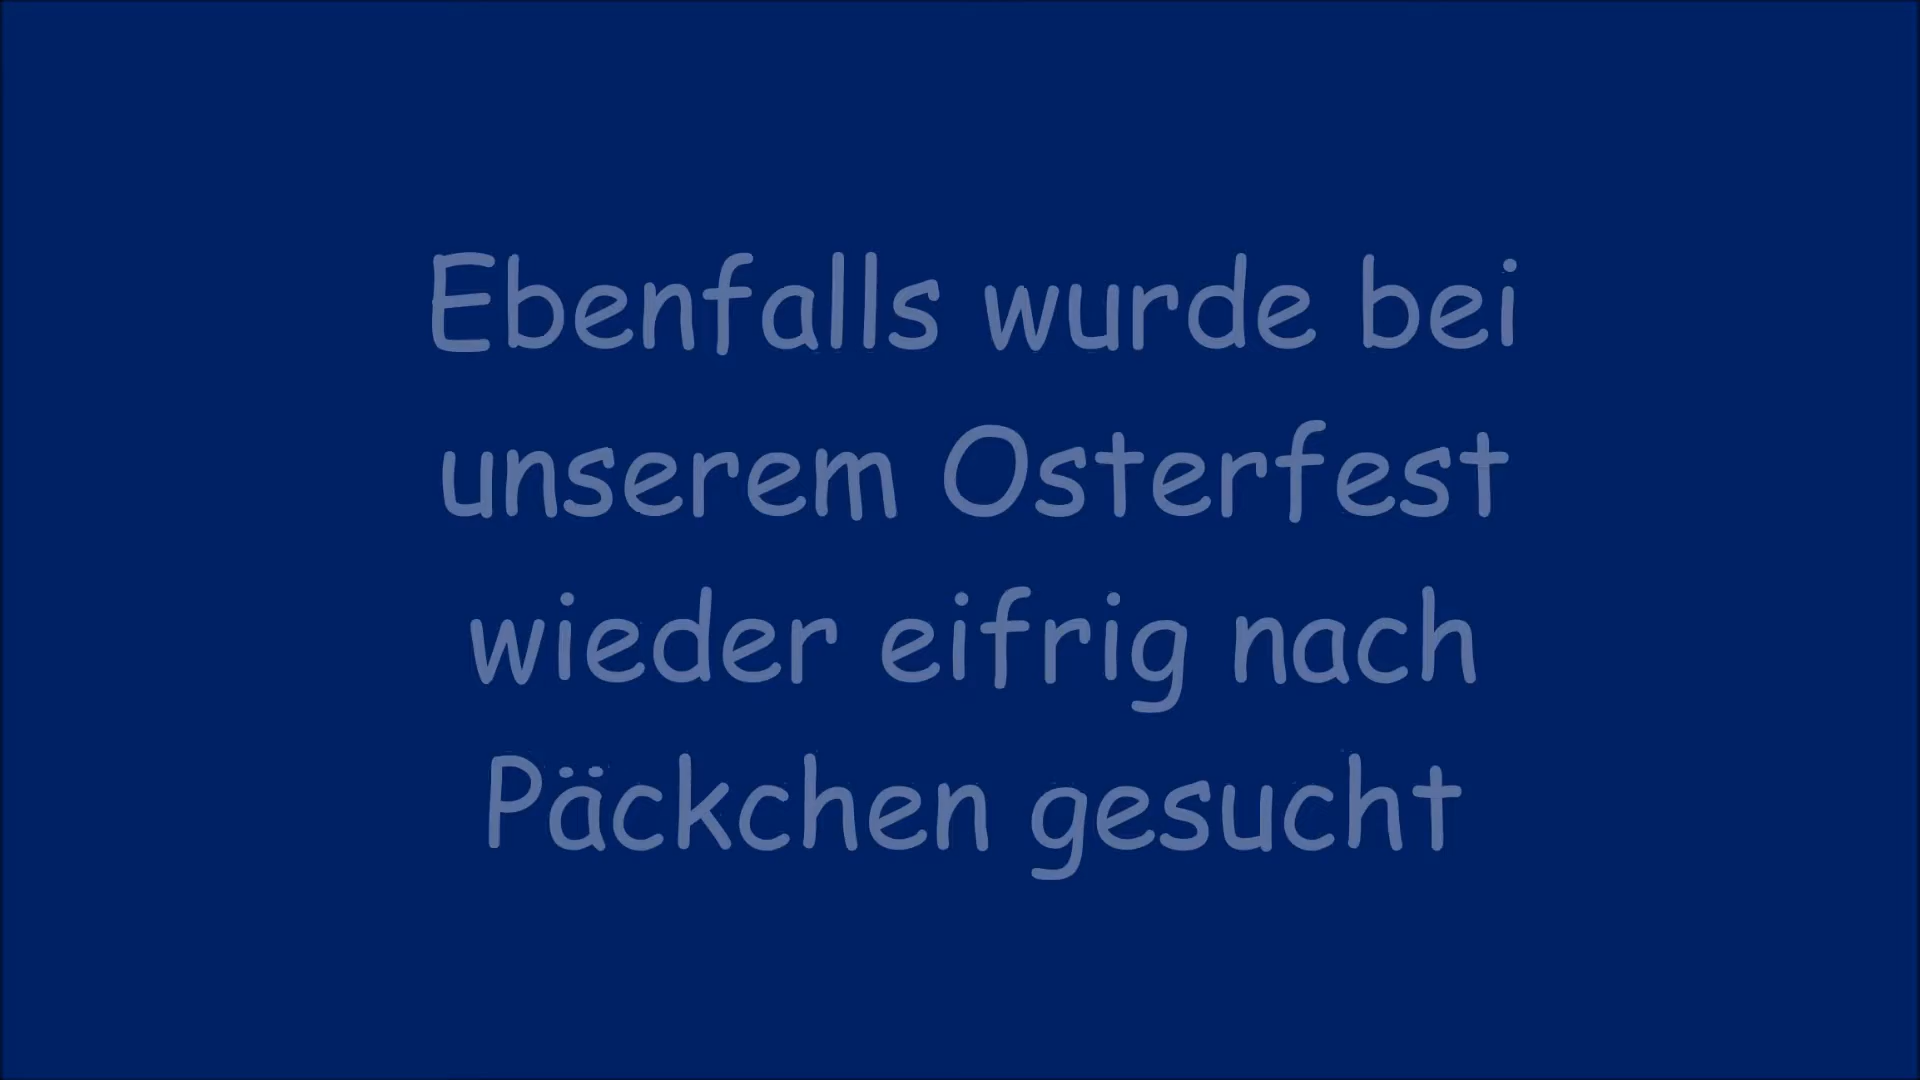 Ebenfalls wurde bei
unserem Osterfest
wieder eifrig nach
Päckchen gesucht